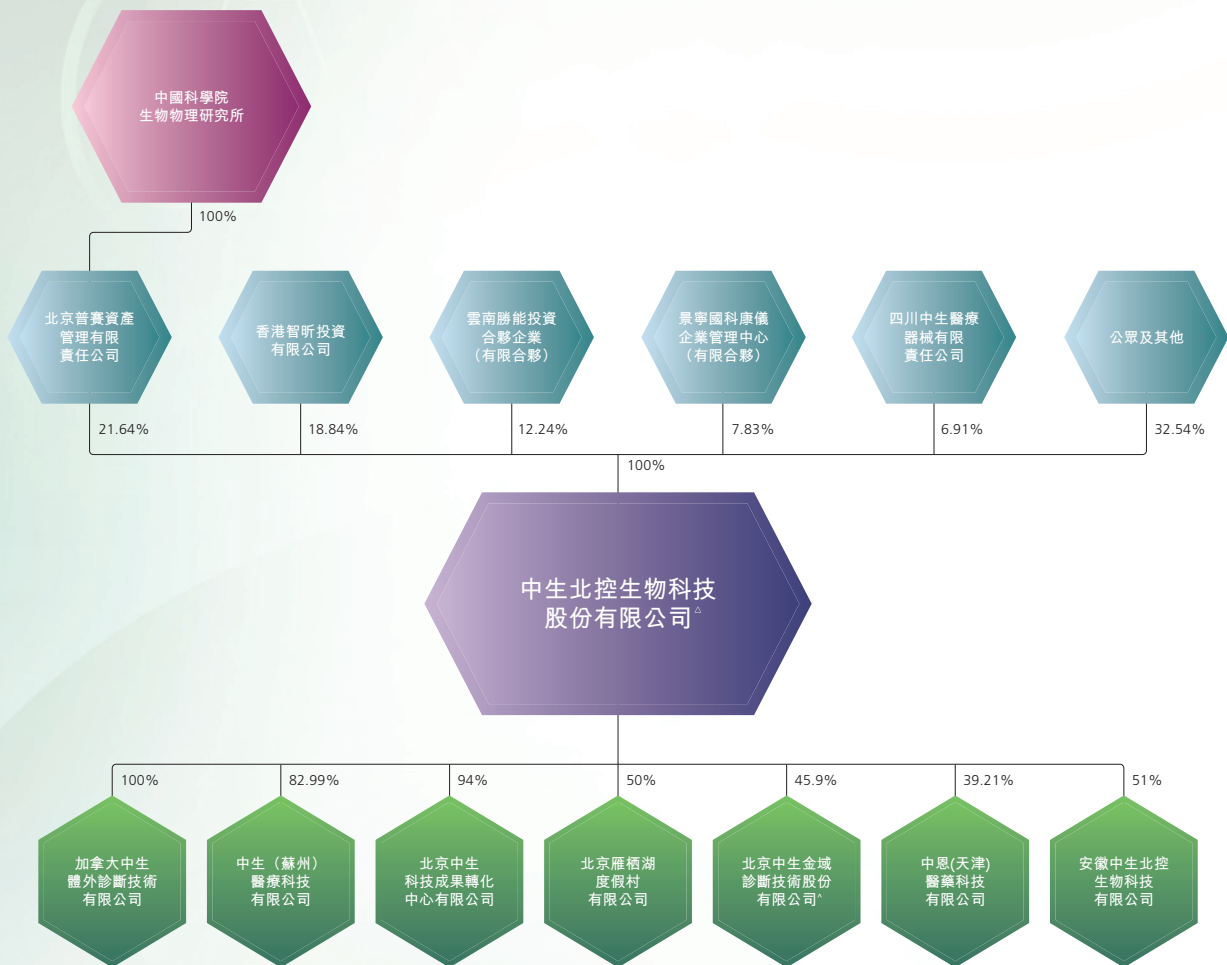 中國科學院
生物物理研究所
100%
北京普賽資產
管理有限
責任公司
香港智昕投資
有限公司
雲南勝能投資
合夥企業
（有限合夥）
景寧國科康儀
企業管理中心
（有限合夥）
四川中生醫療
器械有限
責任公司
公眾及其他
21.64%
18.84%
12.24%
7.83%
6.91%
32.54%
100%
中生北控生物科技
股份有限公司△
100%
82.99%
94%
50%
45.9%
39.21%
51%
加拿大中生
體外診斷技術
有限公司
中生（蘇州）
醫療科技
有限公司
北京中生
科技成果轉化
中心有限公司
北京雁栖湖
度假村
有限公司
北京中生金域
診斷技術股份
有限公司^
中恩(天津)
醫藥科技
有限公司
安徽中生北控
生物科技
有限公司